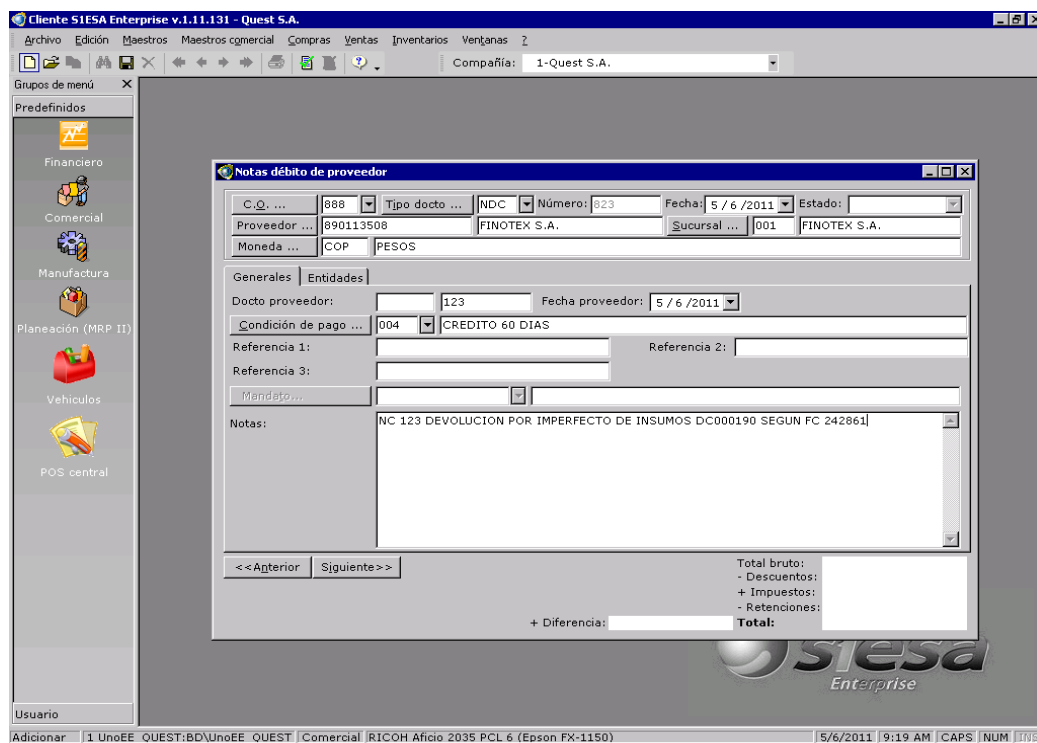 Cliente S1ESA Enterprise v.1.11.131 - Quest S.A.
Archivo Edición Maestros Maestros comercial Compras Ventas Inventarios Ventanas ?
Compañía: 1-Quest S.A.
Grupos de menú
Predefinidos
Financiero
Comercial
Manufactura
Planeación (MRP II)
Vehiculos
POS central
Usuario
Notas débito de proveedor
C.O. ... 888 Tipo docto ... NDC Número: 823 Fecha: 5 / 6 /2011 Estado:
Proveedor ... 890113508 FINOTEX S.A. Sucursal ... 001 FINOTEX S.A.
Moneda ... COP PESOS
Generales Entidades
Docto proveedor: 123 Fecha proveedor: 5 / 6 /2011
Condición de pago ... 004 CREDITO 60 DIAS
Referencia 1: Referencia 2:
Referencia 3:
Mandato...
Notas: NC 123 DEVOLUCION POR IMPERFECTO DE INSUMOS DC000190 SEGUN FC 242861
<<Anterior Siguiente>> Total bruto:
- Descuentos:
+ Impuestos:
- Retenciones:
+ Diferencia: Total:
siesa
Enterprise
Adicionar 1 UnoEE_QUEST:BD\UnoEE_QUEST Comercial RICOH Aficio 2035 PCL 6 (Epson FX-1150) 5/6/2011 9:19 AM CAPS NUM INS